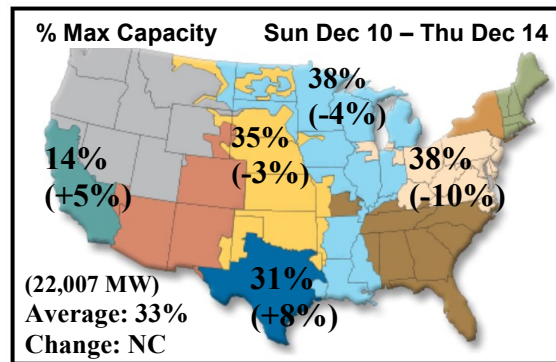 % Max Capacity Sun Dec 10 – Thu Dec 14
38%
(-4%)
35%
(-3%)
14%
(+5%)
38%
(-10%)
31%
(+8%)
(22,007 MW)
Average: 33%
Change: NC